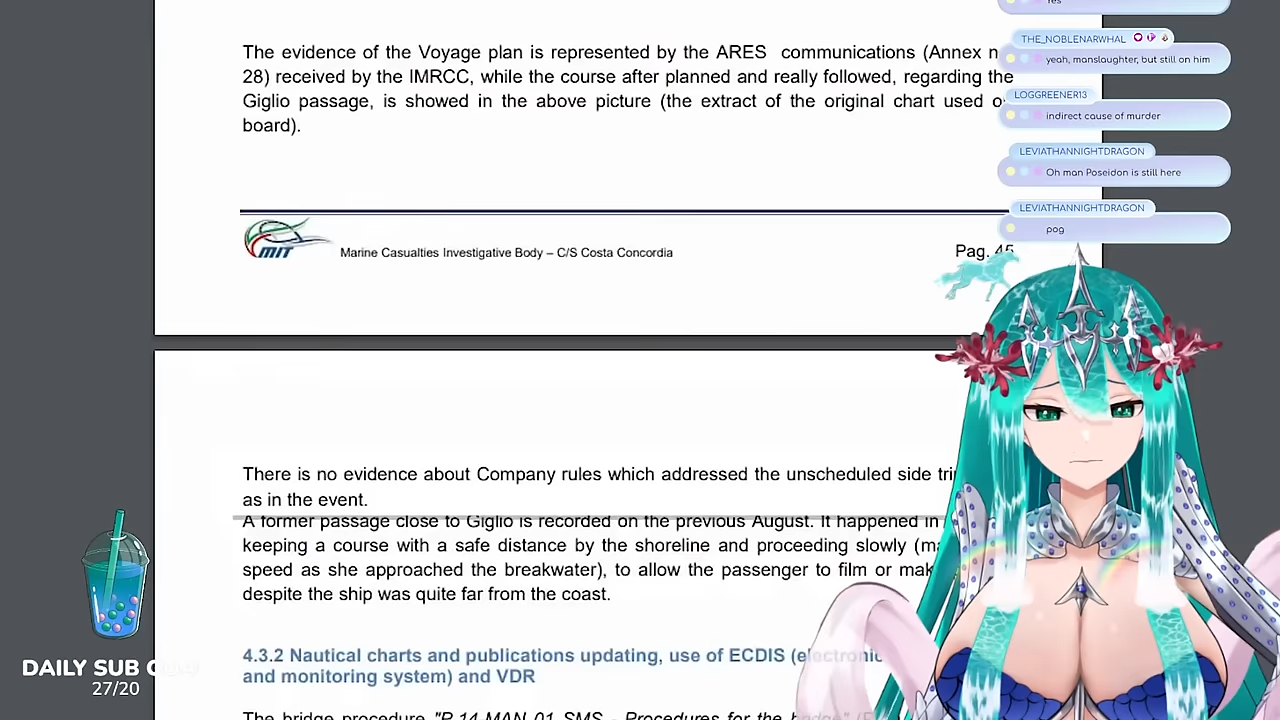 The evidence of the Voyage plan is represented by the ARES communications (Annex n
28) received by the IMRCC, while the course after planned and really followed, regarding the
Giglio passage, is showed in the above picture (the extract of the original chart used o
board).
MIT
Marine Casualties Investigative Body – C/S Costa Concordia
Pag. 45
There is no evidence about Company rules which addressed the unscheduled side tri
as in the event.
A former passage close to Giglio is recorded on the previous August. It happened in
keeping a course with a safe distance by the shoreline and proceeding slowly (m
speed as she approached the breakwater), to allow the passenger to film or mak
despite the ship was quite far from the coast.
4.3.2 Nautical charts and publications updating, use of ECDIS (electronic
and monitoring system) and VDR
The bridge procedure "P.14 MAN 01 SMS - Procedures for the bridge"
Yes
THE_NOBLENARWHAL
yeah, manslaughter, but still on him
LOGGREENER13
indirect cause of murder
LEVIATHANNIGHTDRAGON
Oh man Poseidon is still here
LEVIATHANNIGHTDRAGON
pog
DAILY SUB
27/20